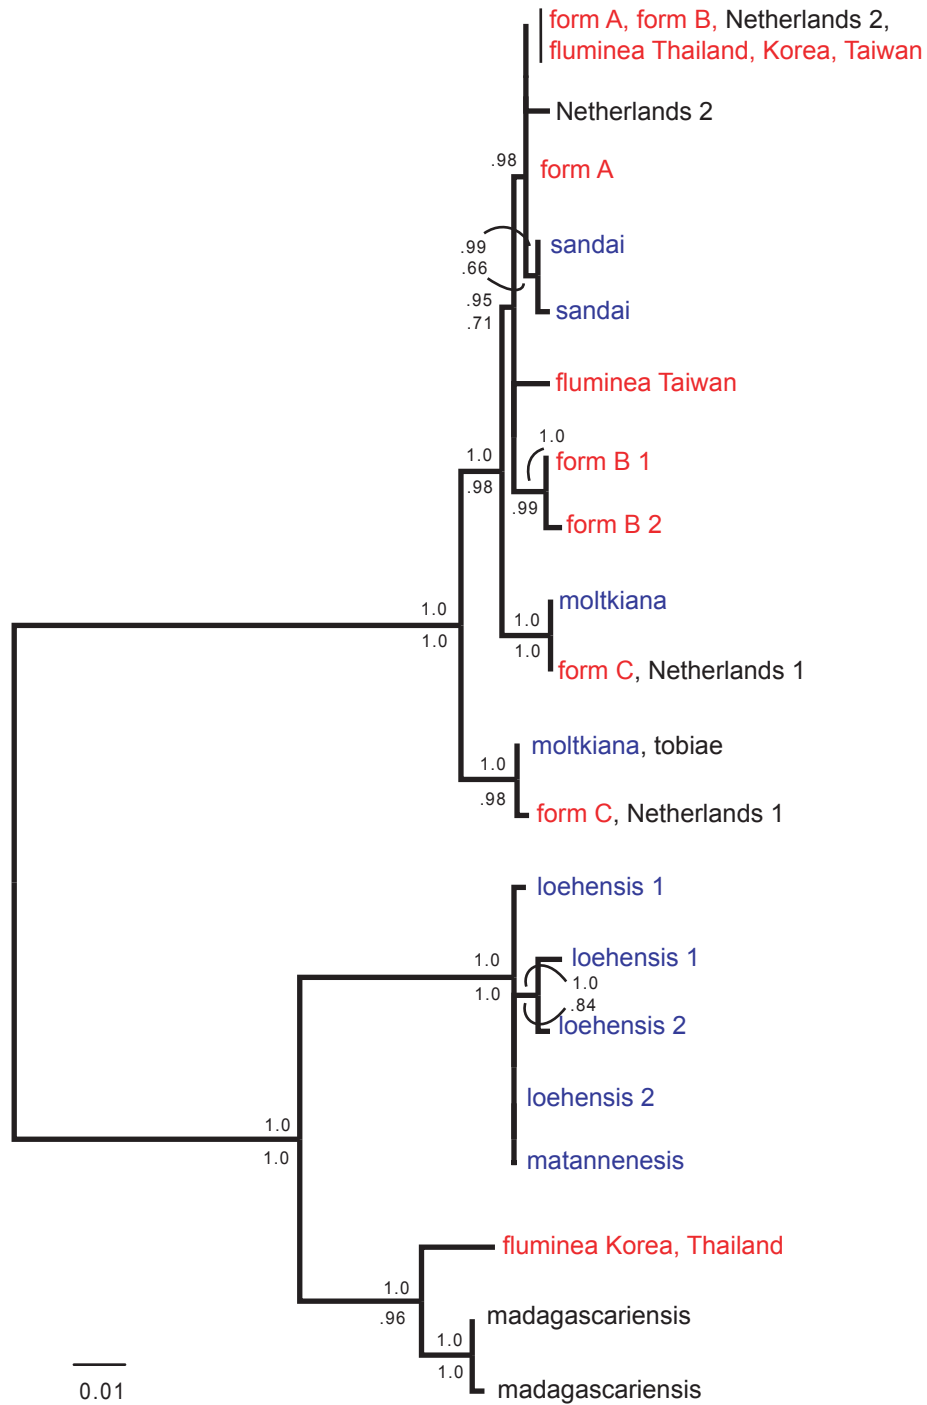 form A, form B, Netherlands 2,
fluminea Thailand, Korea, Taiwan
Netherlands 2
.98
form A
sandai
.99
.66
sandai
.95
.71
fluminea Taiwan
1.0
form B 1
1.0
.98
.99
form B 2
moltkiana
1.0
1.0
1.0
1.0
form C, Netherlands 1
moltkiana, tobiae
1.0
.98
form C, Netherlands 1
loehensis 1
loehensis 1
1.0
1.0
1.0
.84
loehensis 2
loehensis 2
matannenesis
1.0
1.0
fluminea Korea, Thailand
1.0
.96
madagascariensis
1.0
1.0
madagascariensis
0.01